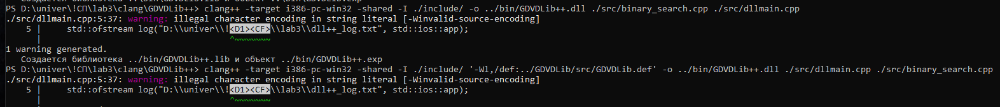 PS D:\univer\!СП\lab3\clang\GDVDLib++> clang++ -target i386-pc-win32 -shared -I ./include/ -o ../bin/GDVDLib++.dll ./src/binary_search.cpp ./src/dllmain.cpp
./src/dllmain.cpp:5:37: warning: illegal character encoding in string literal [-Winvalid-source-encoding]
    5 |     std::ofstream log("D:\\univer\\!<D1><CF>\\lab3\\dll++_log.txt", std::ios::app);
      |                                     ^~~~~~~~
1 warning generated.
   Создается библиотека ../bin/GDVDLib++.lib и объект ../bin/GDVDLib++.exp
PS D:\univer\!СП\lab3\clang\GDVDLib++> clang++ -target i386-pc-win32 -shared -I ./include/ '-Wl,/def:../GDVDLib/src/GDVDLib.def' -o ../bin/GDVDLib++.dll ./src/dllmain.cpp ./src/binary_search.cpp
./src/dllmain.cpp:5:37: warning: illegal character encoding in string literal [-Winvalid-source-encoding]
    5 |     std::ofstream log("D:\\univer\\!<D1><CF>\\lab3\\dll++_log.txt", std::ios::app);
      |                                     ^~~~~~~~